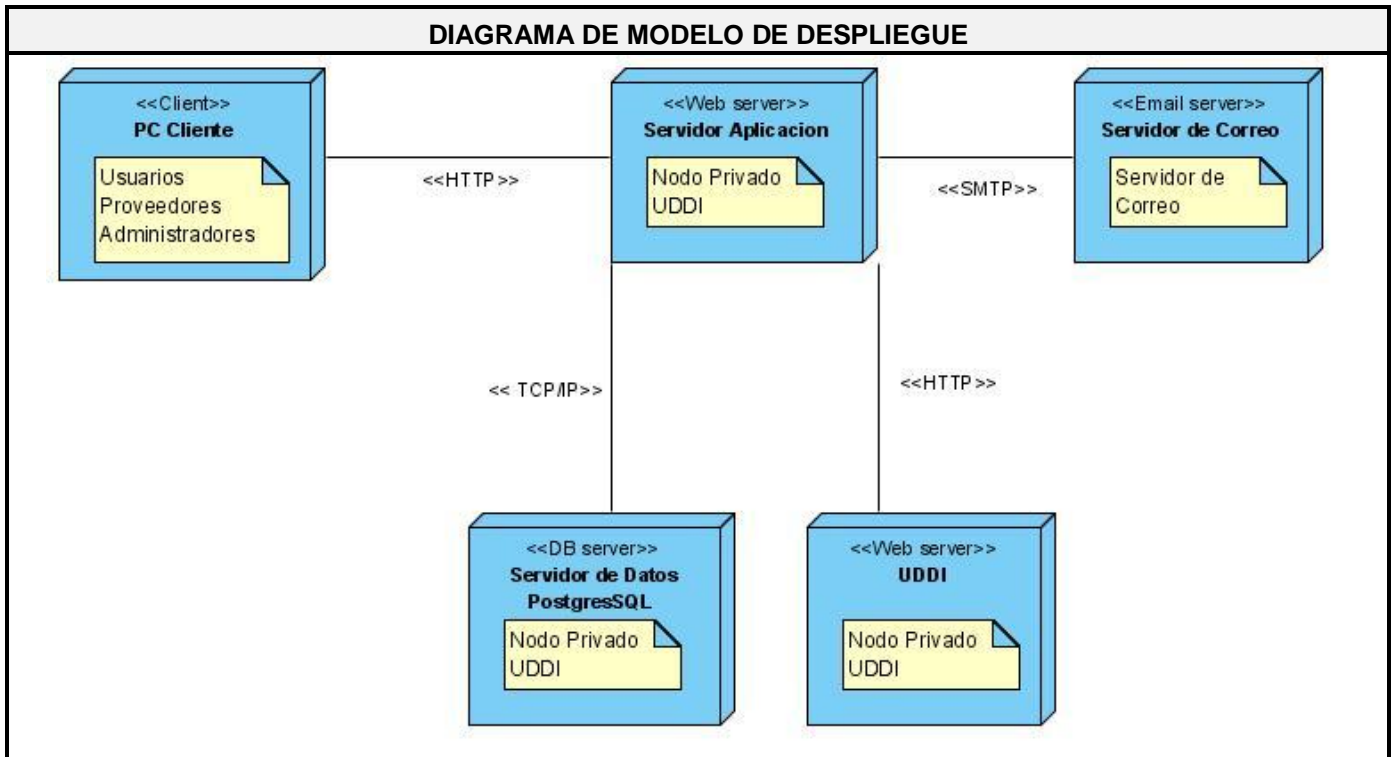 DIAGRAMA DE MODELO DE DESPLIEGUE
<<Client>>
PC Cliente
Usuarios
Proveedores
Administradores
<<HTTP>>
<<Web server>>
Servidor Aplicacion
Nodo Privado
UDDI
<<SMTP>>
<<Email server>>
Servidor de Correo
Servidor de
Correo
<< TCP/IP>>
<<HTTP>>
<<DB server>>
Servidor de Datos
PostgresSQL
Nodo Privado
UDDI
<<Web server>>
UDDI
Nodo Privado
UDDI